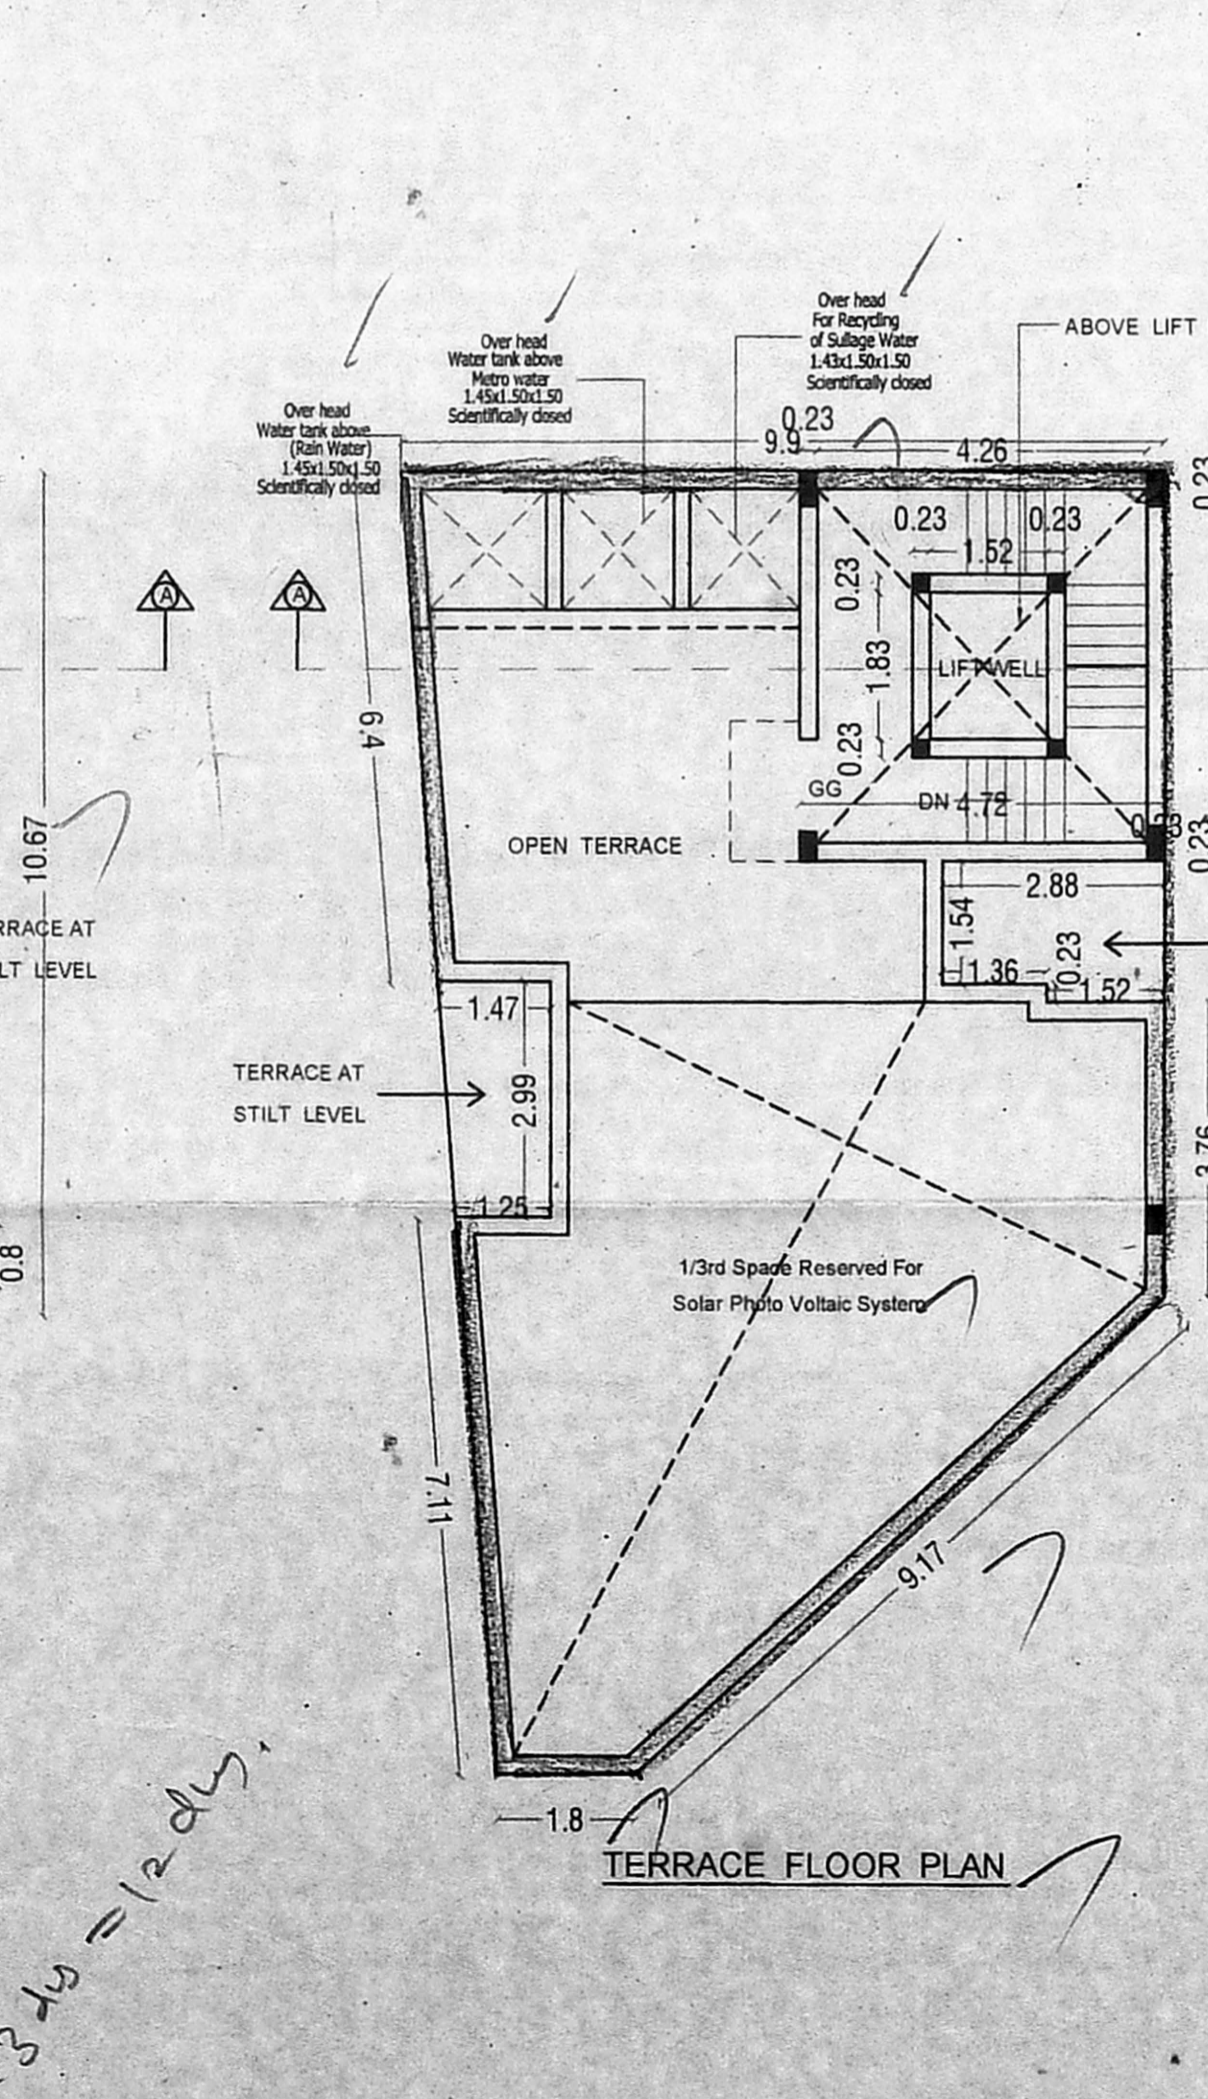 Over head
For Recycling
of Sullage Water
1.43x1.50x1.50
Scientifically closed
ABOVE LIFT
Over head
Water tank above
Metro water
1.45x1.50x1.50
Scientifically closed
Over head
Water tank above
(Rain Water)
1.45x1.50x1.50
Scientifically closed
0.23
9.9
4.26
0.23
0.23
0.23
1.52
0.23
A
A
1.83
LIFT WELL
6.4
0.23
GG
DN 4.72
10.67
OPEN TERRACE
0.23
2.88
1.54
0.23
1.36
1.52
RRACE AT
LT LEVEL
1.47
2.99
TERRACE AT
STILT LEVEL
1.25
3.76
0.8
1/3rd Space Reserved For
Solar Photo Voltaic System
7.11
9.17
1.8
TERRACE FLOOR PLAN